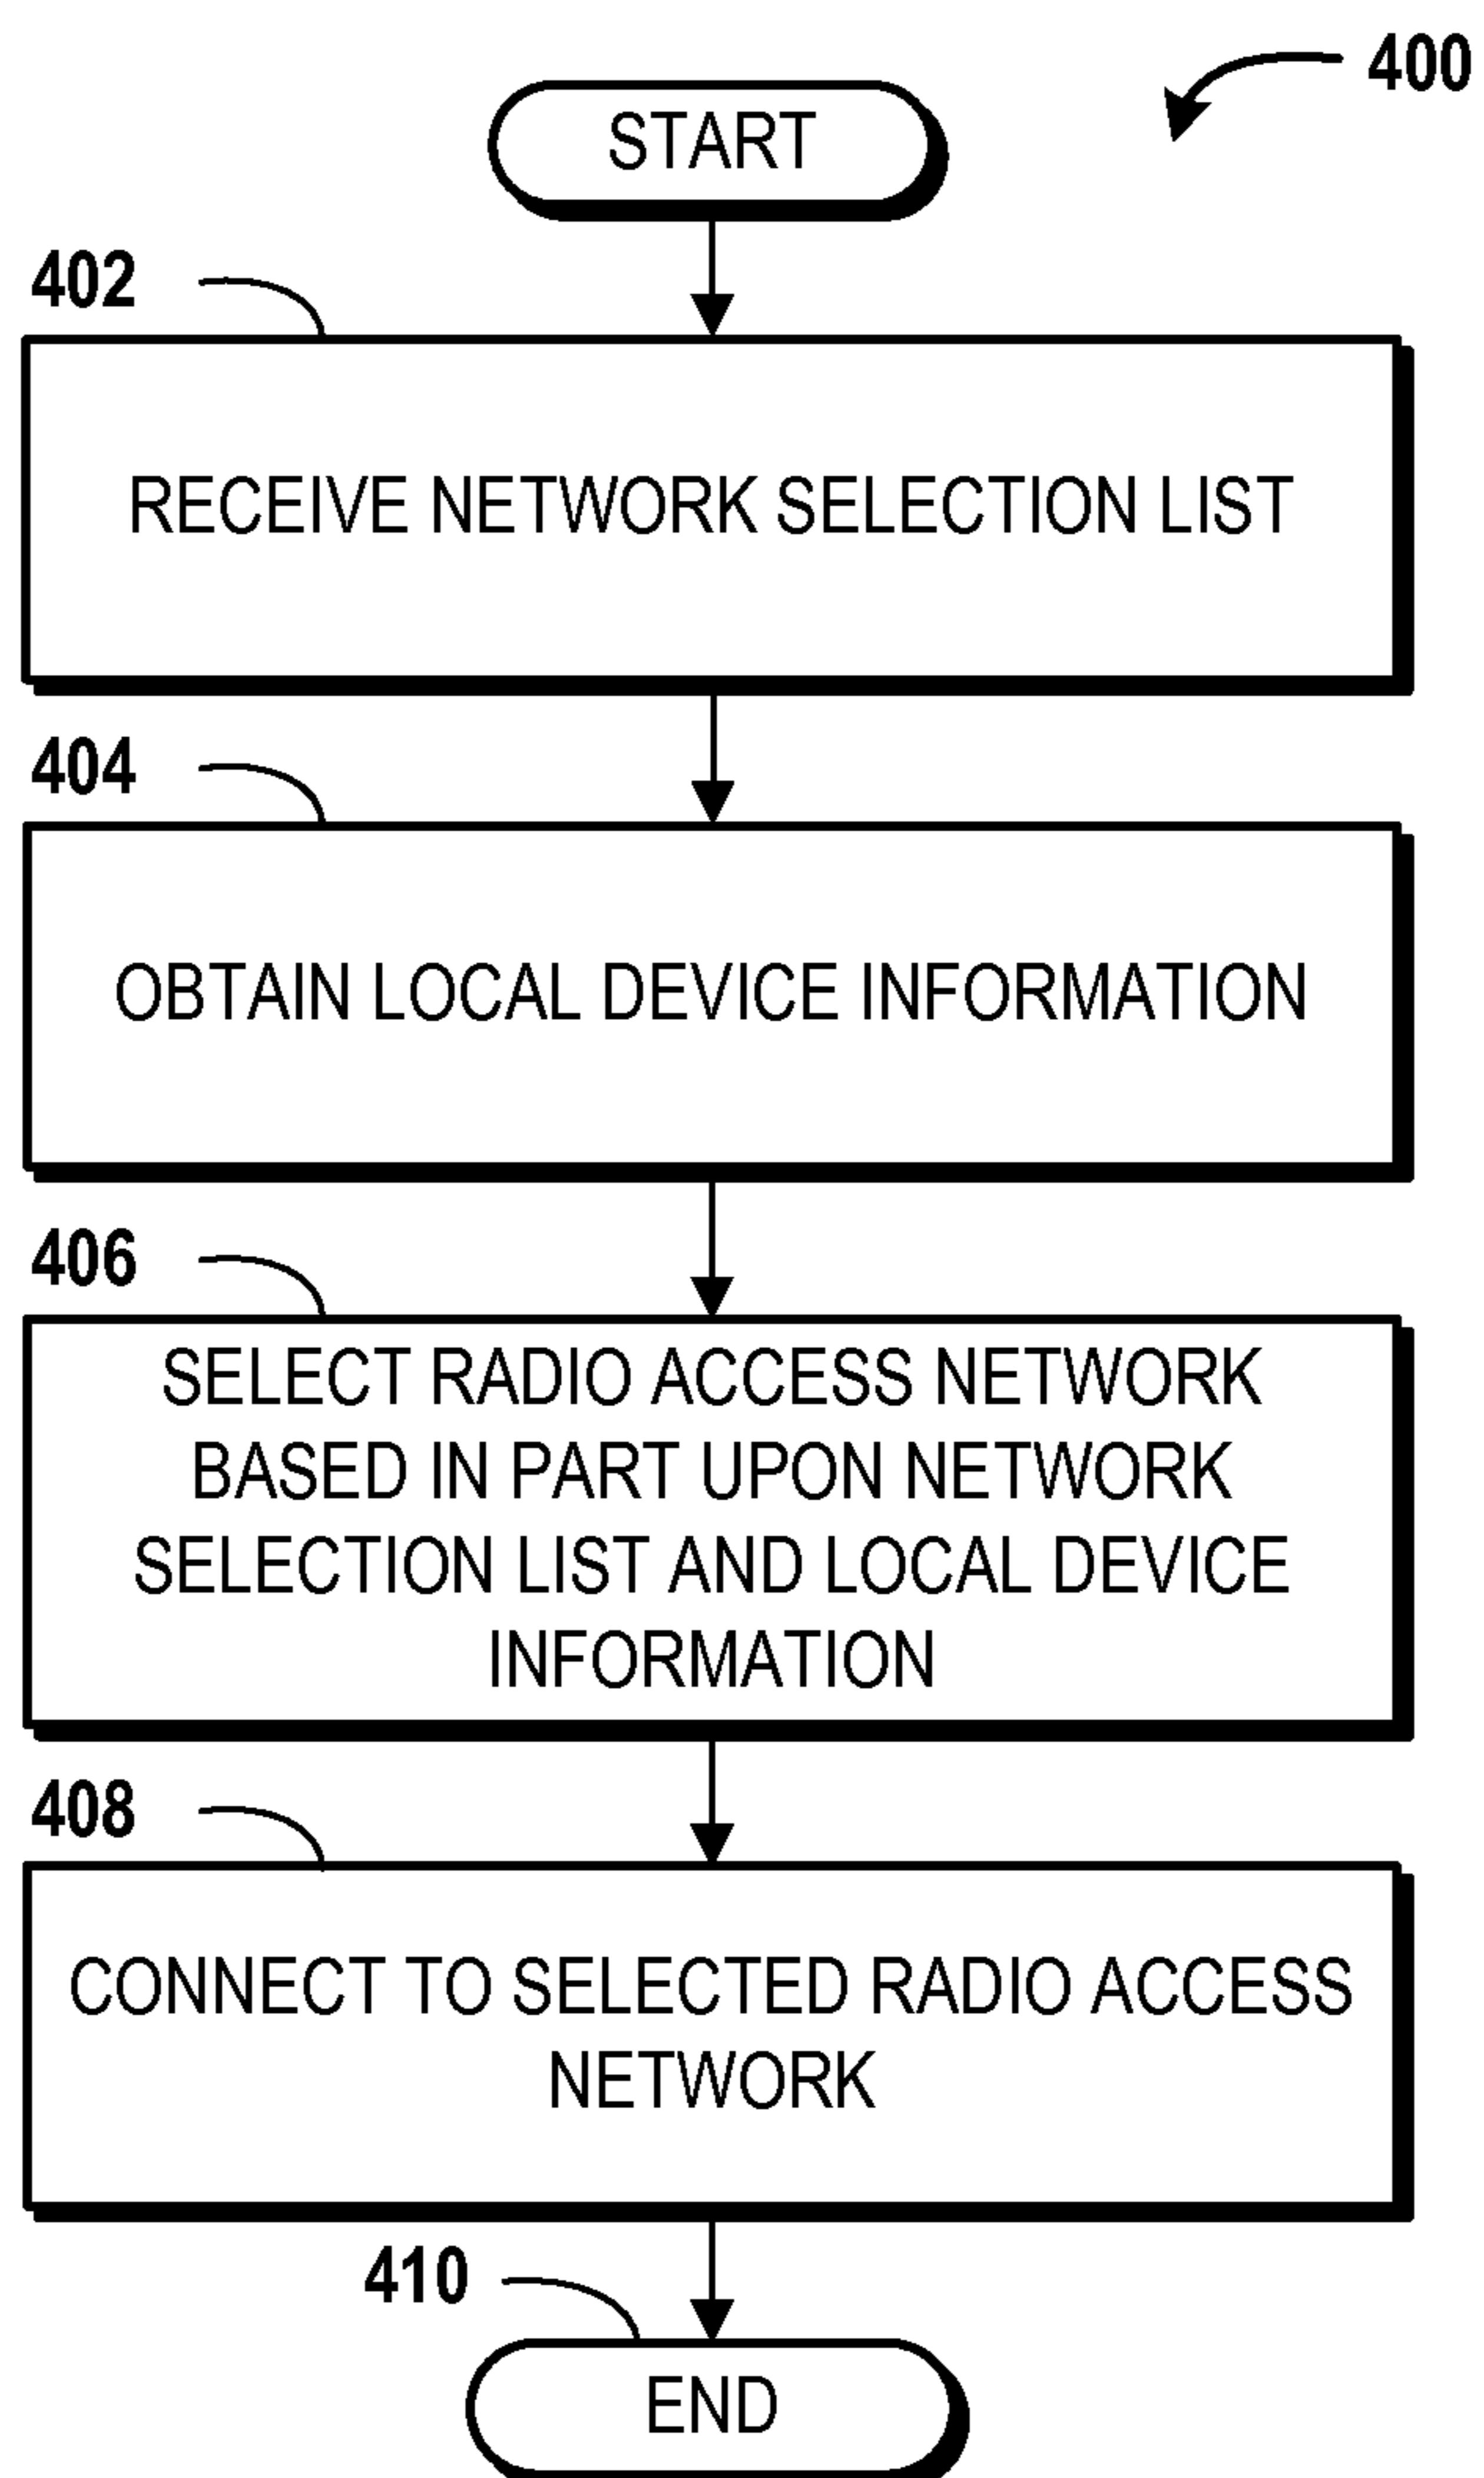 400
START
402
RECEIVE NETWORK SELECTION LIST
404
OBTAIN LOCAL DEVICE INFORMATION
406
SELECT RADIO ACCESS NETWORK
BASED IN PART UPON NETWORK
SELECTION LIST AND LOCAL DEVICE
INFORMATION
408
CONNECT TO SELECTED RADIO ACCESS
NETWORK
410
END